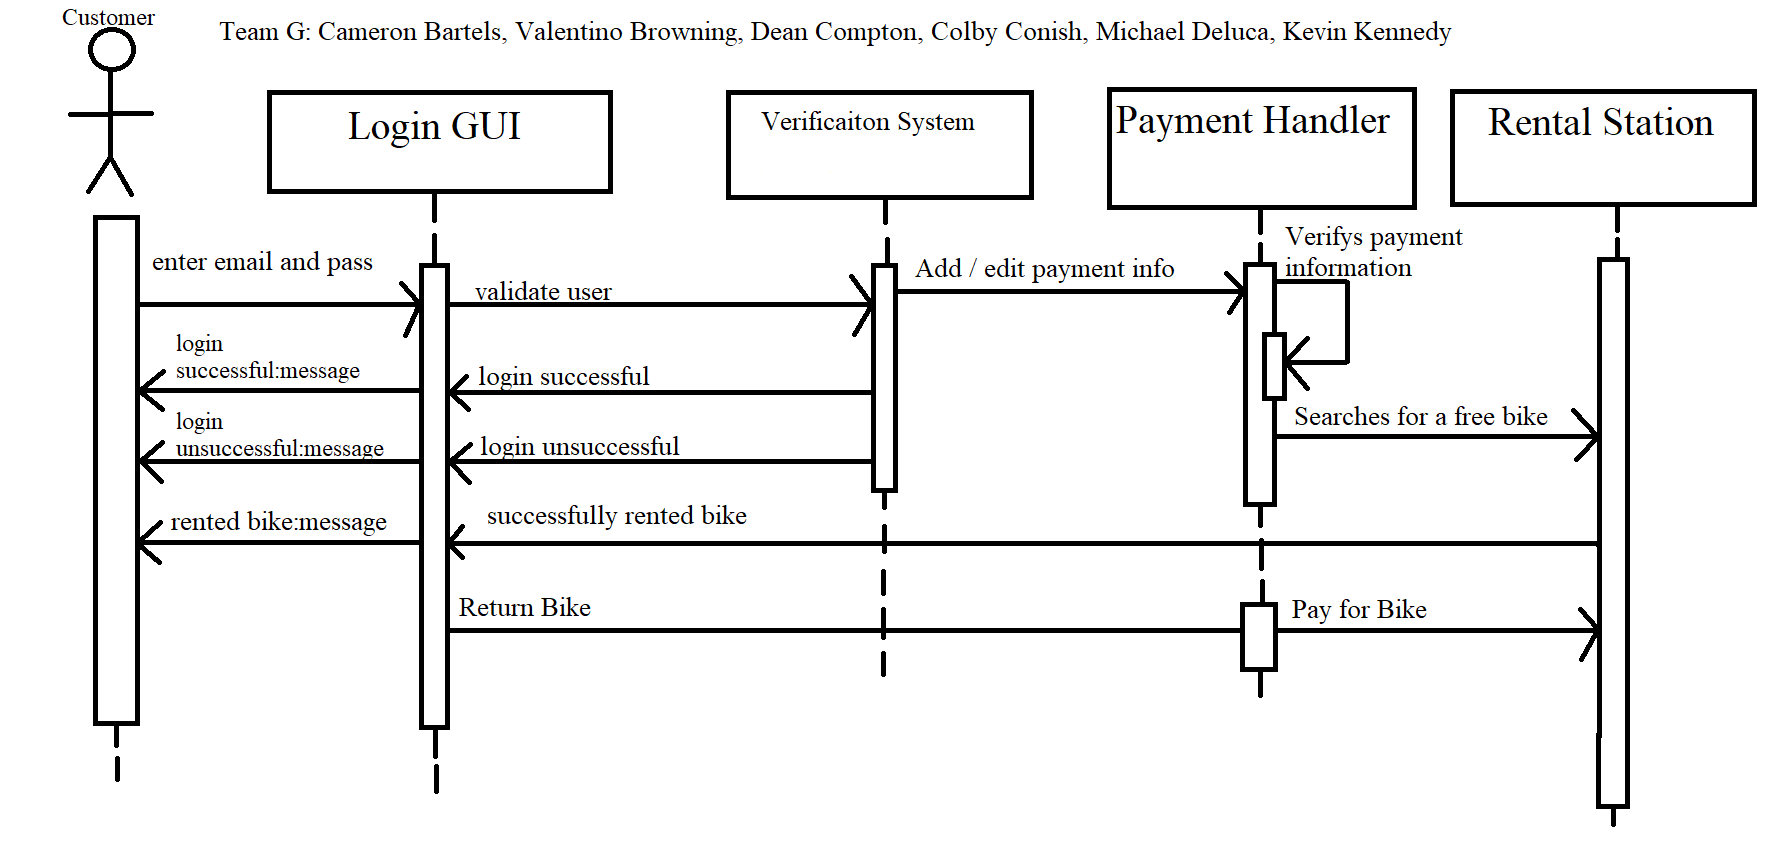 Customer
Team G: Cameron Bartels, Valentino Browning, Dean Compton, Colby Conish, Michael Deluca, Kevin Kennedy
Login GUI
Verificaiton System
Payment Handler
Rental Station
Verifys payment
information
enter email and pass
validate user
Add / edit payment info
login
successful:message
login successful
Searches for a free bike
login
unsuccessful:message
login unsuccessful
rented bike:message
successfully rented bike
Return Bike
Pay for Bike